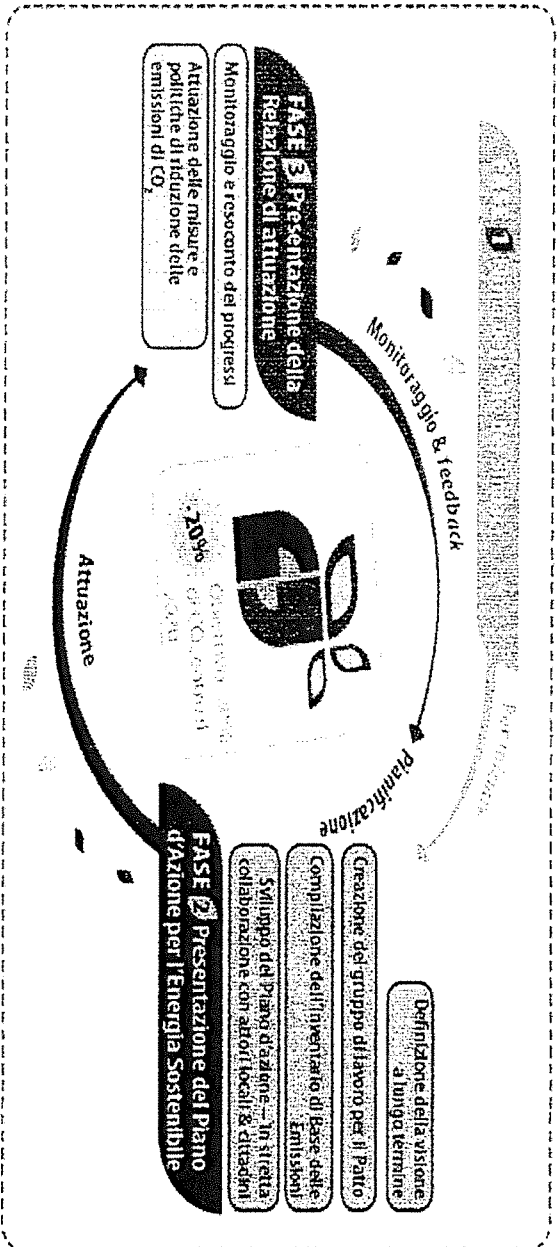 Monitoraggio & feedback
Pianificazione
Definizione della visione
a lungo termine
Creazione del gruppo di lavoro per il Patto
Compilazione dell'Inventario di Base delle
Emissioni
Sviluppo del Piano d'azione – In stretta
collaborazione con attori locali & cittadini
FASE 2 Presentazione del Piano
d'Azione per l'Energia Sostenibile
-20%
Attuazione
FASE 3 Presentazione della
Relazione di attuazione
Monitoraggio e resoconto dei progressi
Attuazione delle misure e
politiche di riduzione delle
emissioni di CO₂